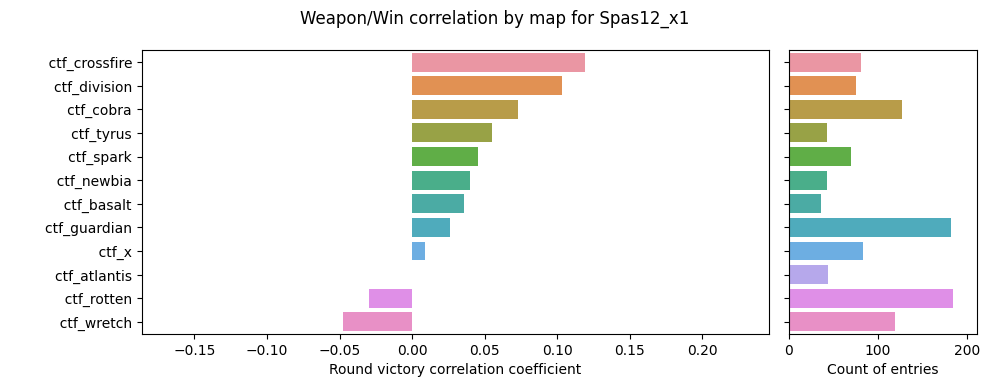 Weapon/Win correlation by map for Spas12_x1
ctf_crossfire
ctf_division
ctf_cobra
ctf_tyrus
ctf_spark
ctf_newbia
ctf_basalt
ctf_guardian
ctf_x
ctf_atlantis
ctf_rotten
ctf_wretch
−0.15 −0.10 −0.05 0.00 0.05 0.10 0.15 0.20
Round victory correlation coefficient
0 100 200
Count of entries